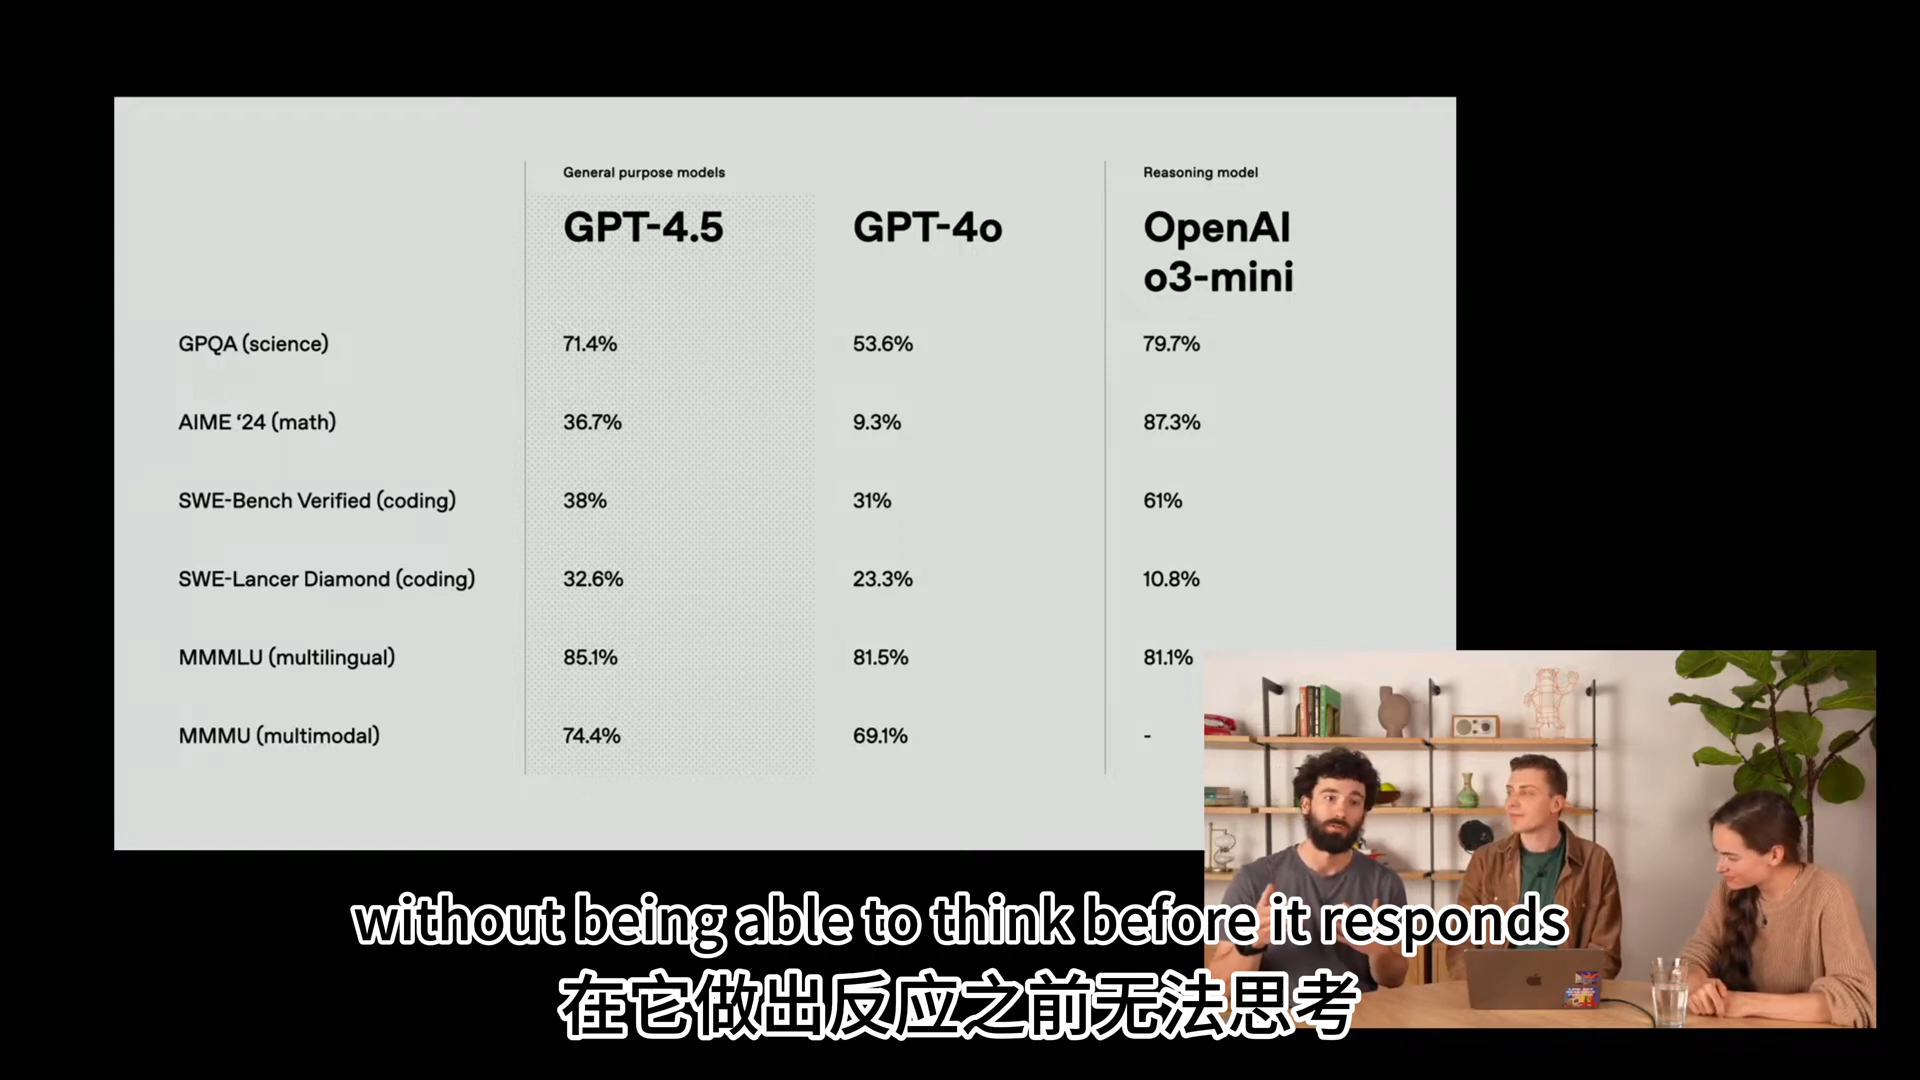 General purpose models
Reasoning model
GPT-4.5
GPT-4o
OpenAI
o3-mini
GPQA (science)
71.4%
53.6%
79.7%
AIME ‘24 (math)
36.7%
9.3%
87.3%
SWE-Bench Verified (coding)
38%
31%
61%
SWE-Lancer Diamond (coding)
32.6%
23.3%
10.8%
MMMLU (multilingual)
85.1%
81.5%
81.1%
MMMU (multimodal)
74.4%
69.1%
-
without being able to think before it responds
在它做出反应之前无法思考